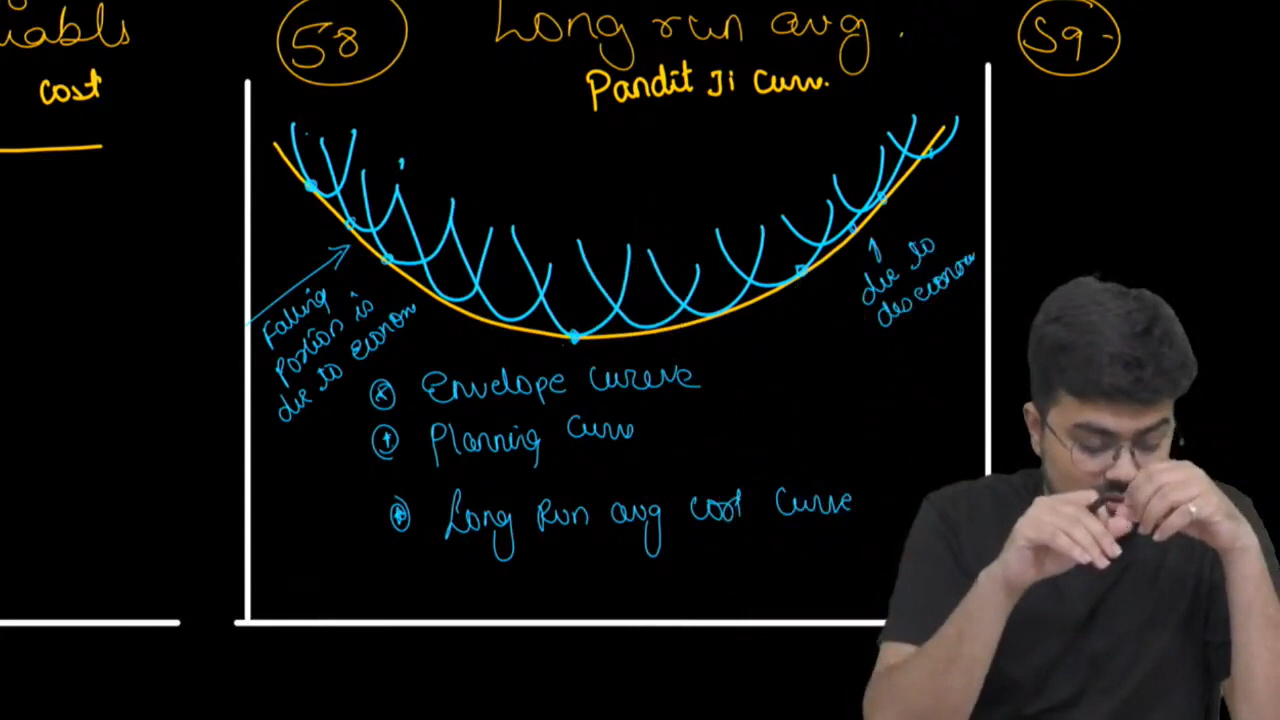 cost
58
Long run avg.
Pandit Ji Curv.
59
Falling
portion is
due to econom
due to
diseconom
Envelope curve
Planning Curv
Long Run avg cost Curve